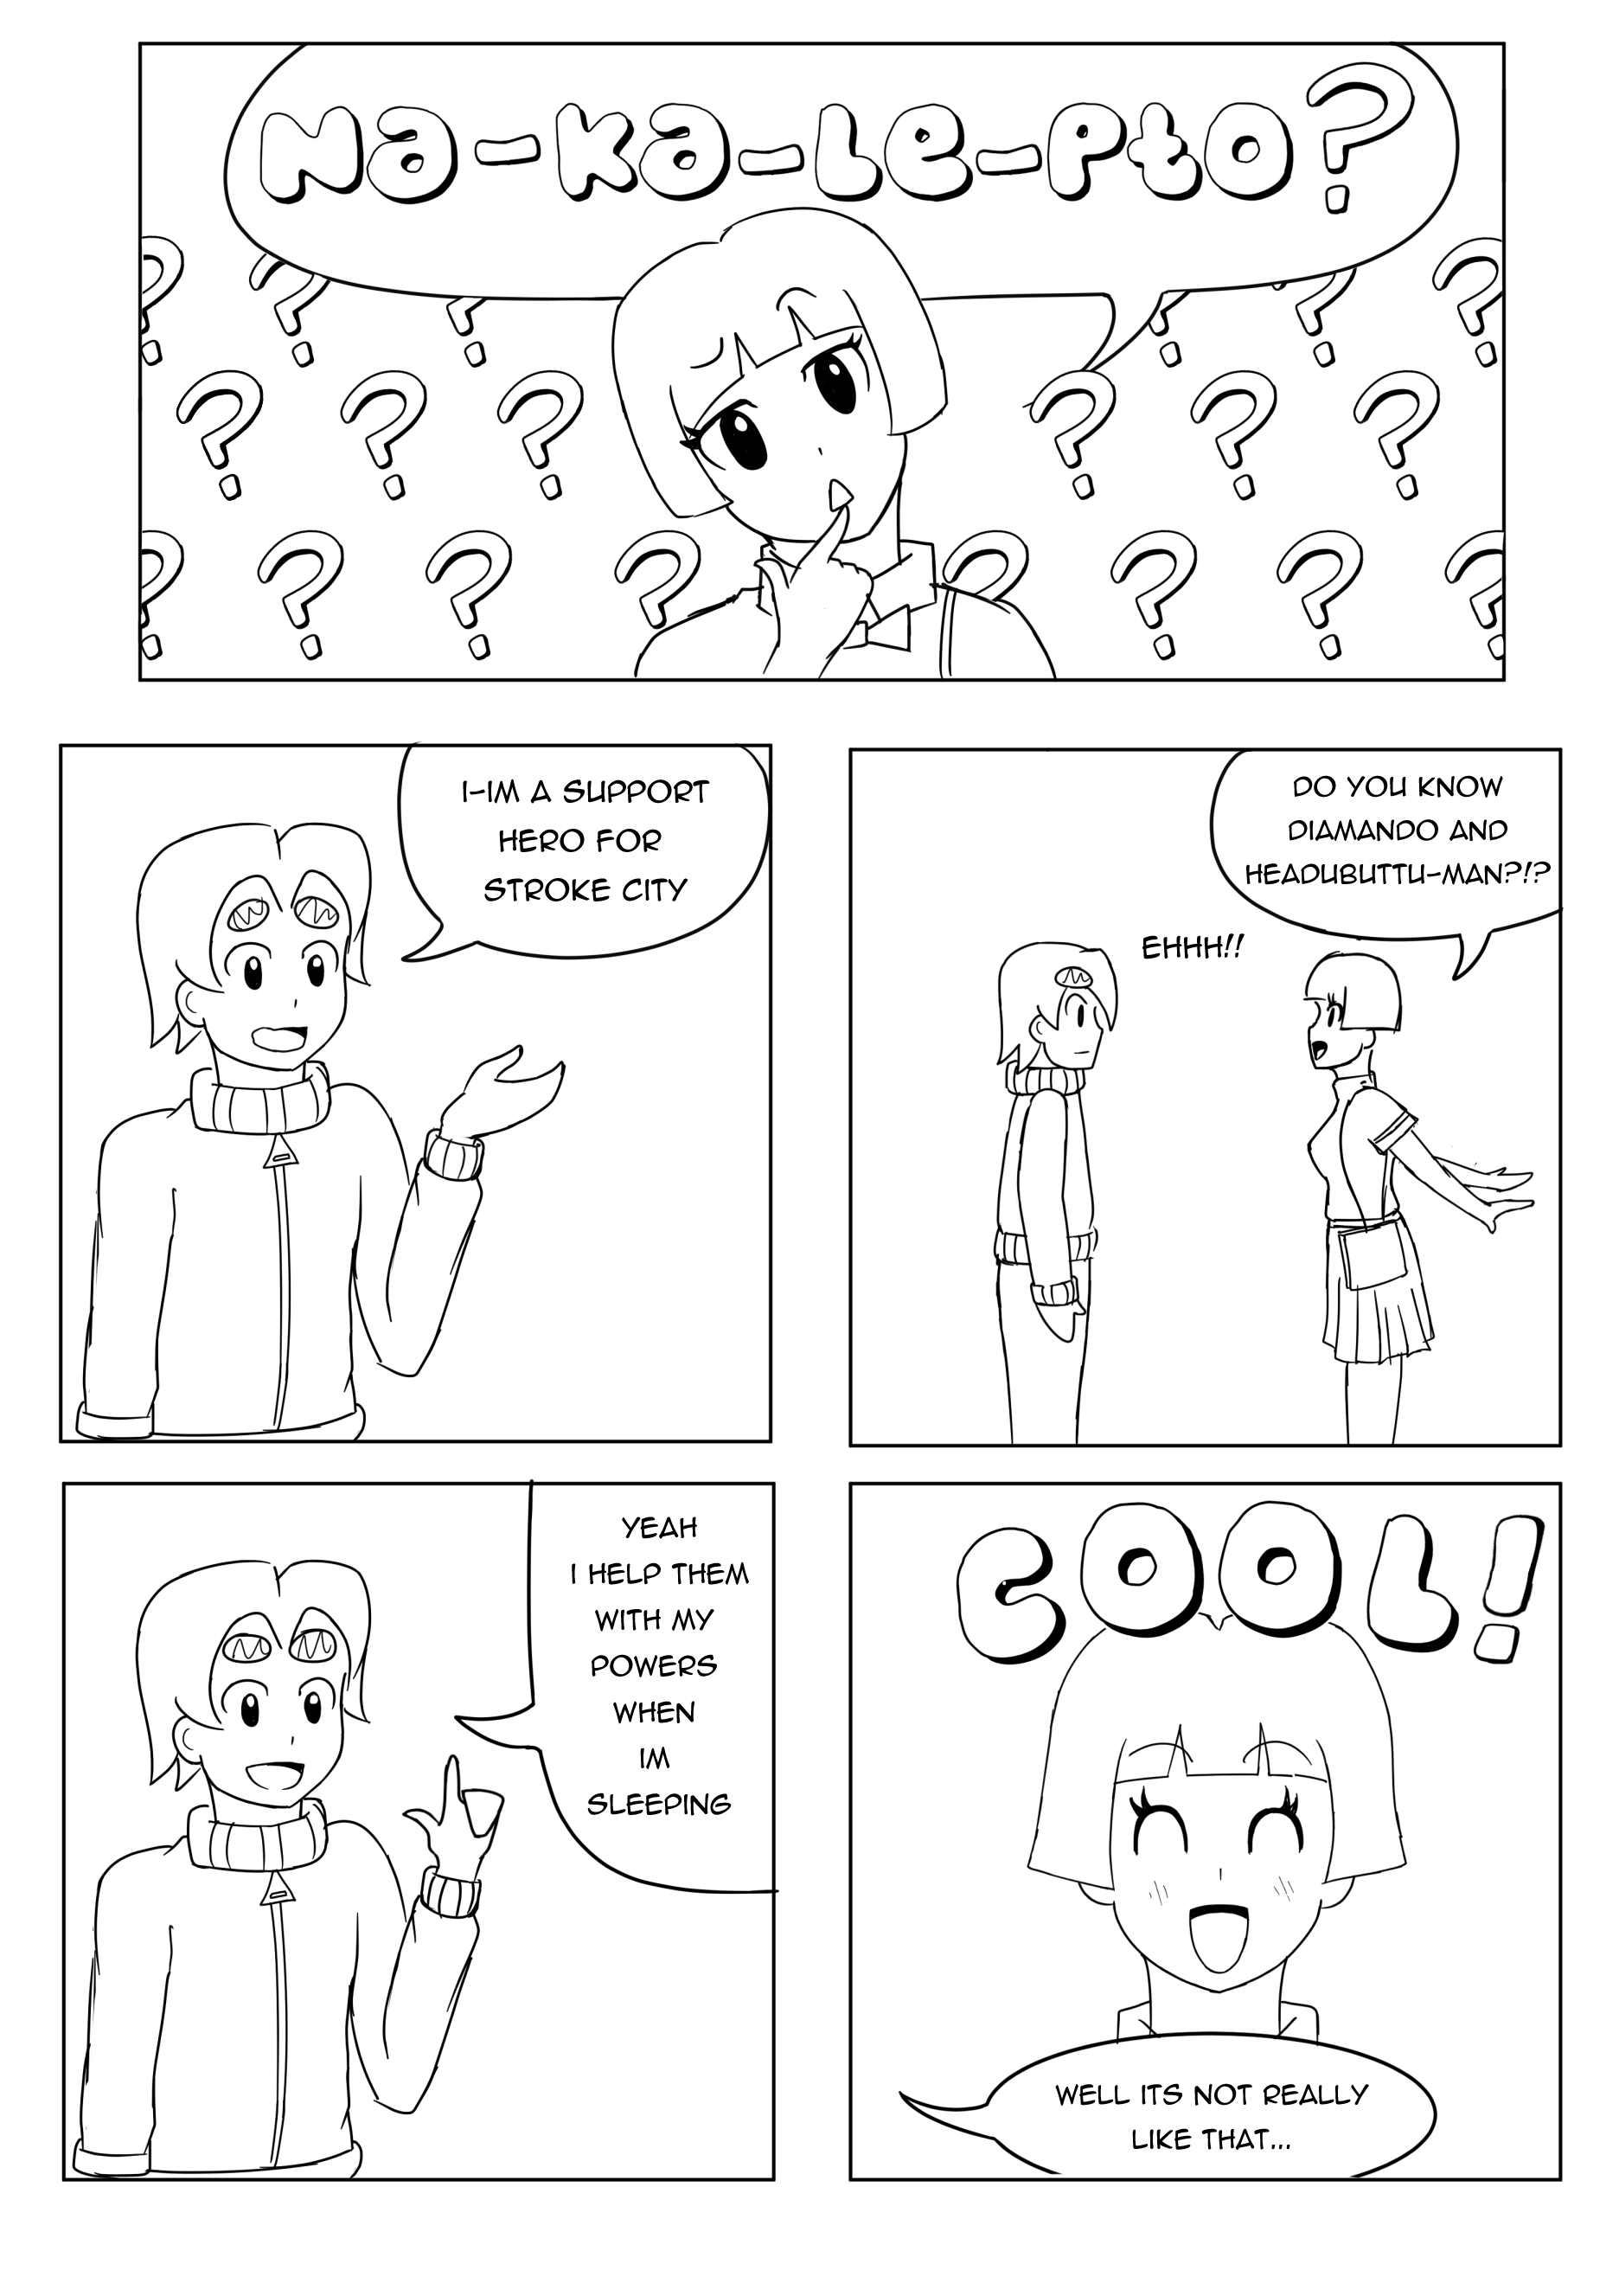 Na-ka-le-pto?
I-IM A SUPPORT
HERO FOR
STROKE CITY
DO YOU KNOW
DIAMANDO AND
HEADUBUTTU-MAN?!?
EHHH!!
YEAH
I HELP THEM
WITH MY
POWERS
WHEN
IM
SLEEPING
COOL!
WELL ITS NOT REALLY
LIKE THAT...